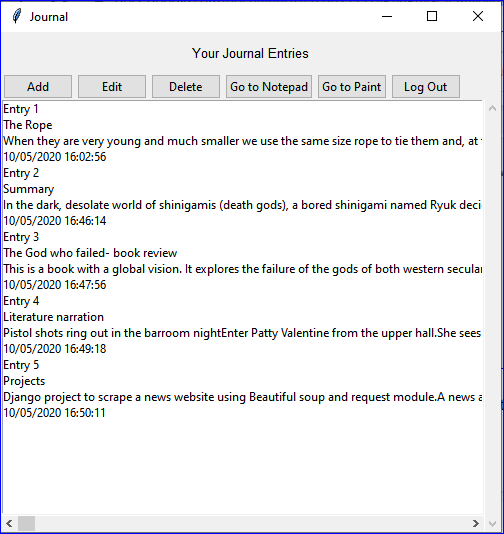 Journal
Your Journal Entries
Add Edit Delete Go to Notepad Go to Paint Log Out
Entry 1
The Rope
When they are very young and much smaller we use the same size rope to tie them and, at
10/05/2020 16:02:56
Entry 2
Summary
In the dark, desolate world of shinigamis (death gods), a bored shinigami named Ryuk
10/05/2020 16:46:14
Entry 3
The God who failed- book review
This is a book with a global vision. It explores the failure of the gods of both western
10/05/2020 16:47:56
Entry 4
Literature narration
Pistol shots ring out in the barroom nightEnter Patty Valentine from the upper hall.She sees
10/05/2020 16:49:18
Entry 5
Projects
Django project to scrape a news website using Beautiful soup and request module.A news
10/05/2020 16:50:11